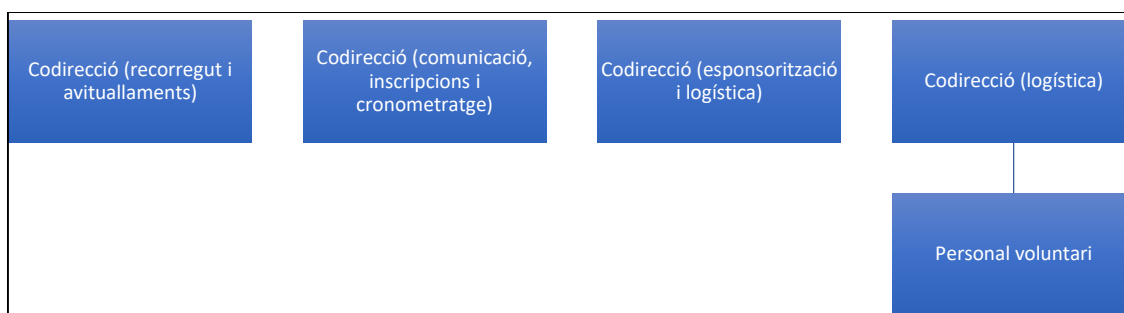 Codirecció (recorregut i
avituallaments)
Codirecció (comunicació,
inscripcions i
cronometratge)
Codirecció (esponsorització
i logística)
Codirecció (logística)
Personal voluntari